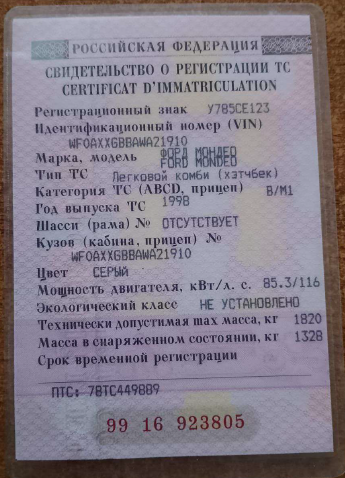 РОССИЙСКАЯ ФЕДЕРАЦИЯ
СВИДЕТЕЛЬСТВО О РЕГИСТРАЦИИ ТС
CERTIFICAT D'IMMATRICULATION
Регистрационный знак У785СЕ123
Идентификационный номер (VIN)
WF0AXXGBBAWA21910
Марка, модель ФОРД МОНДЕО
FORD MONDEO
Тип ТС Легковой комби (хэтчбек)
Категория ТС (ABCD, прицеп) B/M1
Год выпуска ТС 1998
Шасси (рама) № ОТСУТСТВУЕТ
Кузов (кабина, прицеп) №
WF0AXXGBBAWA21910
Цвет СЕРЫЙ
Мощность двигателя, кВт/л. с. 85.3/116
Экологический класс НЕ УСТАНОВЛЕНО
Технически допустимая max масса, кг 1820
Масса в снаряженном состоянии, кг 1328
Срок временной регистрации
ПТС: 78ТС449889
99 16 923805